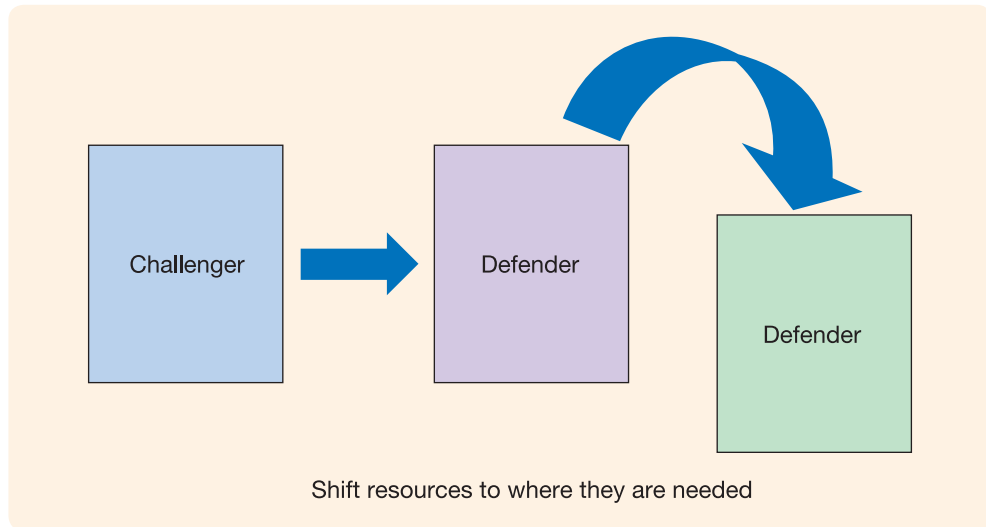 Challenger
Defender
Defender
Shift resources to where they are needed